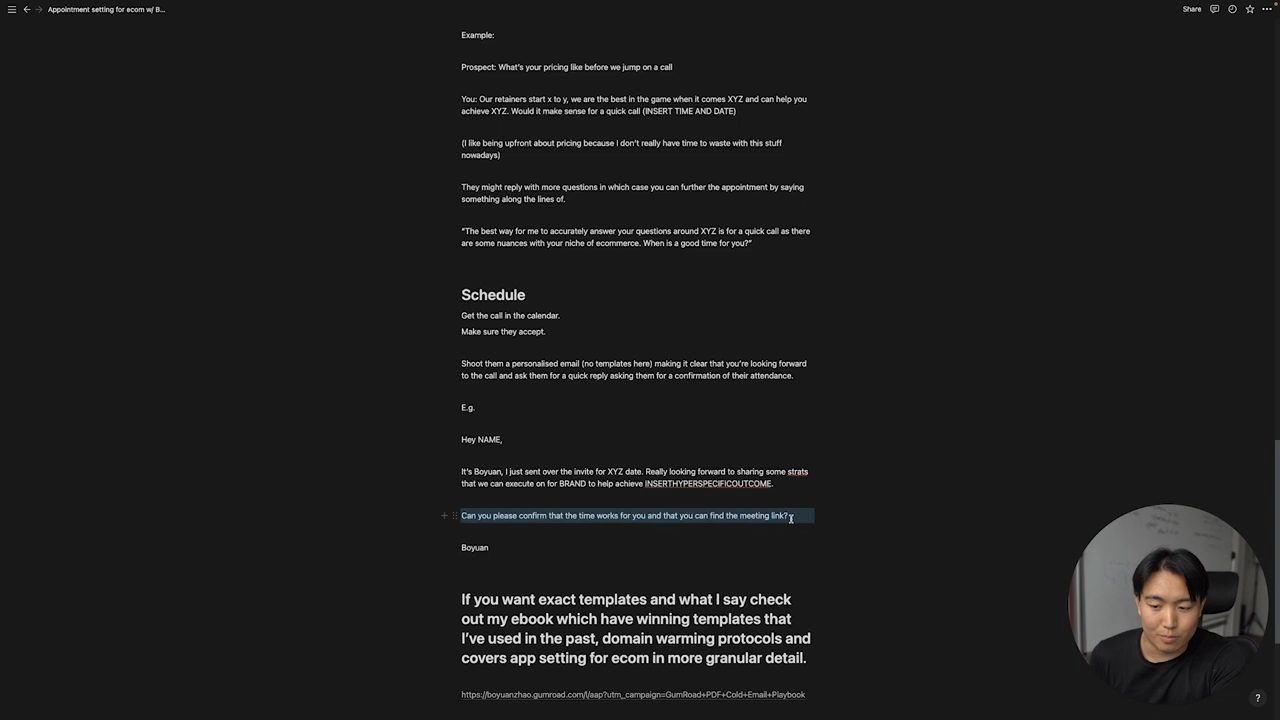 Appointment setting for ecom w/ B...
Share
Example:
Prospect: What's your pricing like before we jump on a call
You: Our retainers start x to y, we are the best in the game when it comes XYZ and can help you
achieve XYZ. Would it make sense for a quick call (INSERT TIME AND DATE)
(I like being upfront about pricing because I don't really have time to waste with this stuff
nowadays)
They might reply with more questions in which case you can further the appointment by saying
something along the lines of.
"The best way for me to accurately answer your questions around XYZ is for a quick call as there
are some nuances with your niche of ecommerce. When is a good time for you?"
Schedule
Get the call in the calendar.
Make sure they accept.
Shoot them a personalised email (no templates here) making it clear that you're looking forward
to the call and ask them for a quick reply asking them for a confirmation of their attendance.
E.g.
Hey NAME,
It's Boyuan, I just sent over the invite for XYZ date. Really looking forward to sharing some strats
that we can execute on for BRAND to help achieve INSERTHYPERSPECIFICOUTCOME.
Can you please confirm that the time works for you and that you can find the meeting link?
Boyuan
If you want exact templates and what I say check
out my ebook which have winning templates that
I've used in the past, domain warming protocols and
covers app setting for ecom in more granular detail.
https://boyuanzhao.gumroad.com/l/aap?utm_campaign=GumRoad+PDF+Cold+Email+Playbook
?